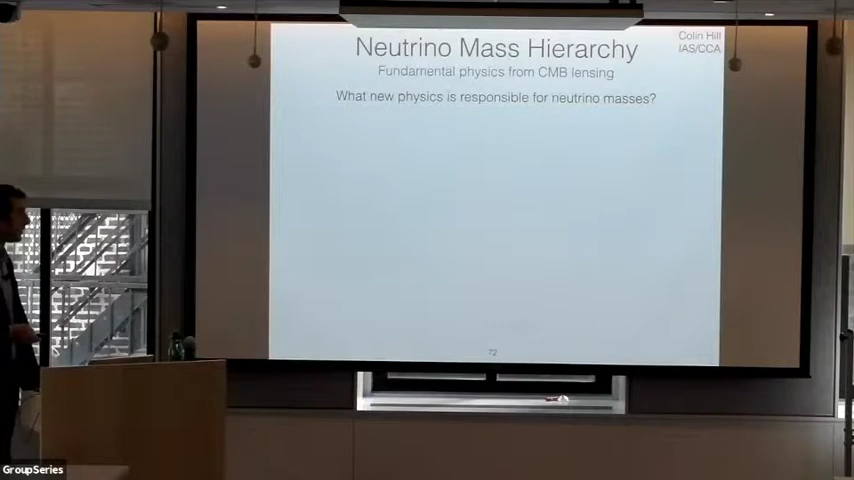 Neutrino Mass Hierarchy
Colin Hill
IAS/CCA
Fundamental physics from CMB lensing
What new physics is responsible for neutrino masses?
72
GroupSeries